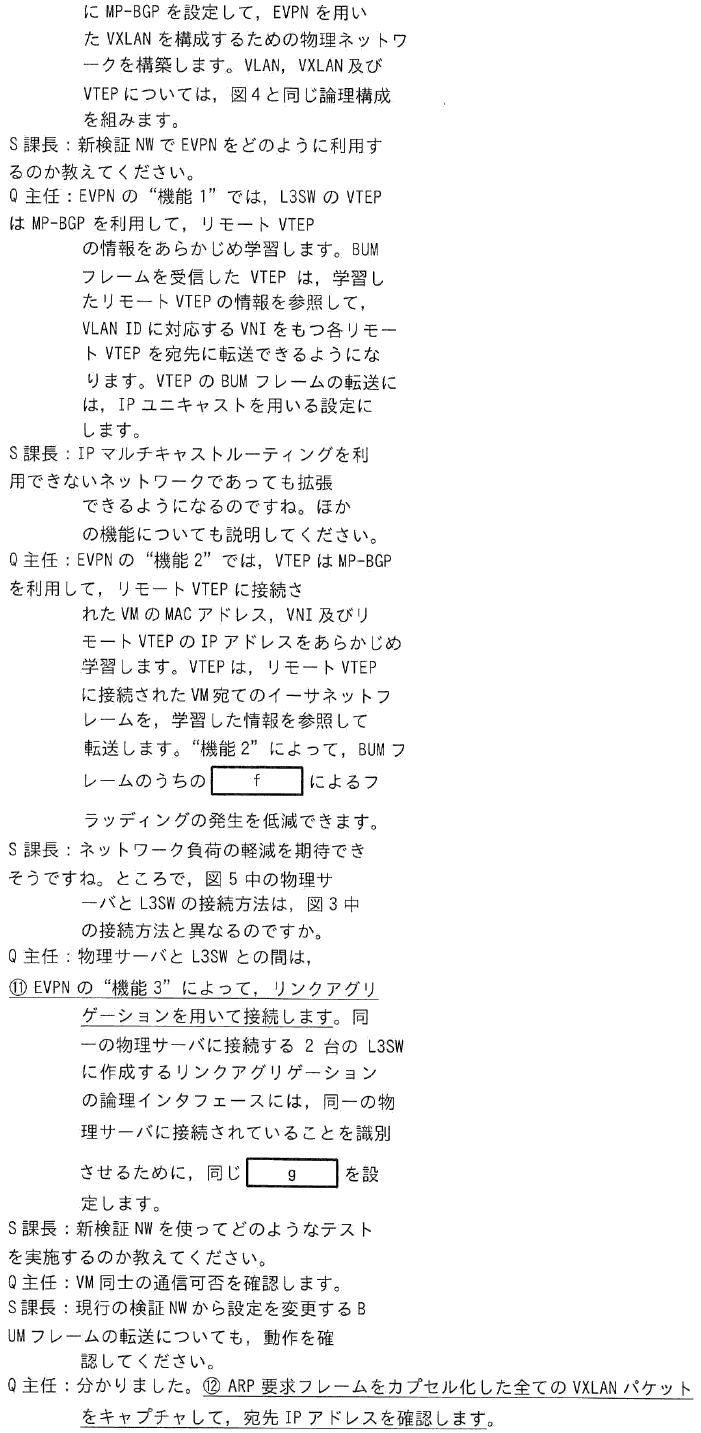 に MP-BGP を設定して，EVPN を用い
た VXLAN を構成するための物理ネットワ
ークを構築します。VLAN，VXLAN 及び
VTEP については，図4と同じ論理構成
を組みます。
S 課長：新検証 NW で EVPN をどのように利用す
るのか教えてください。
Q 主任：EVPN の“機能 1”では，L3SW の VTEP
は MP-BGP を利用して，リモート VTEP
の情報をあらかじめ学習します。BUM
フレームを受信した VTEP は，学習し
たリモート VTEP の情報を参照して，
VLAN ID に対応する VNI をもつ各リモー
ト VTEP を宛先に転送できるようにな
ります。VTEP の BUM フレームの転送に
は，IP ユニキャストを用いる設定に
します。
S 課長：IP マルチキャストルーティングを利
用できないネットワークであっても拡張
できるようになるのですね。ほか
の機能についても説明してください。
Q 主任：EVPN の“機能 2”では，VTEP は MP-BGP
を利用して，リモート VTEP に接続さ
れた VM の MAC アドレス，VNI 及びリ
モート VTEP の IP アドレスをあらかじめ
学習します。VTEP は，リモート VTEP
に接続された VM 宛てのイーサネットフ
レームを，学習した情報を参照して
転送します。“機能 2”によって，BUM フ
レームのうちの f によるフ
ラッディングの発生を低減できます。
S 課長：ネットワーク負荷の軽減を期待でき
そうですね。ところで，図 5 中の物理サ
ーバと L3SW の接続方法は，図 3 中
の接続方法と異なるのですか。
Q 主任：物理サーバと L3SW との間は，
⑪ EVPN の“機能 3”によって，リンクアグリ
ゲーションを用いて接続します。同
一の物理サーバに接続する 2 台の L3SW
に作成するリンクアグリゲーション
の論理インタフェースには，同一の物
理サーバに接続されていることを識別
させるために，同じ g を設
定します。
S 課長：新検証 NW を使ってどのようなテスト
を実施するのか教えてください。
Q 主任：VM 同士の通信可否を確認します。
S 課長：現行の検証 NW から設定を変更する B
UM フレームの転送についても，動作を確
認してください。
Q 主任：分かりました。⑫ ARP 要求フレームをカプセル化した全ての VXLAN パケット
をキャプチャして，宛先 IP アドレスを確認します。